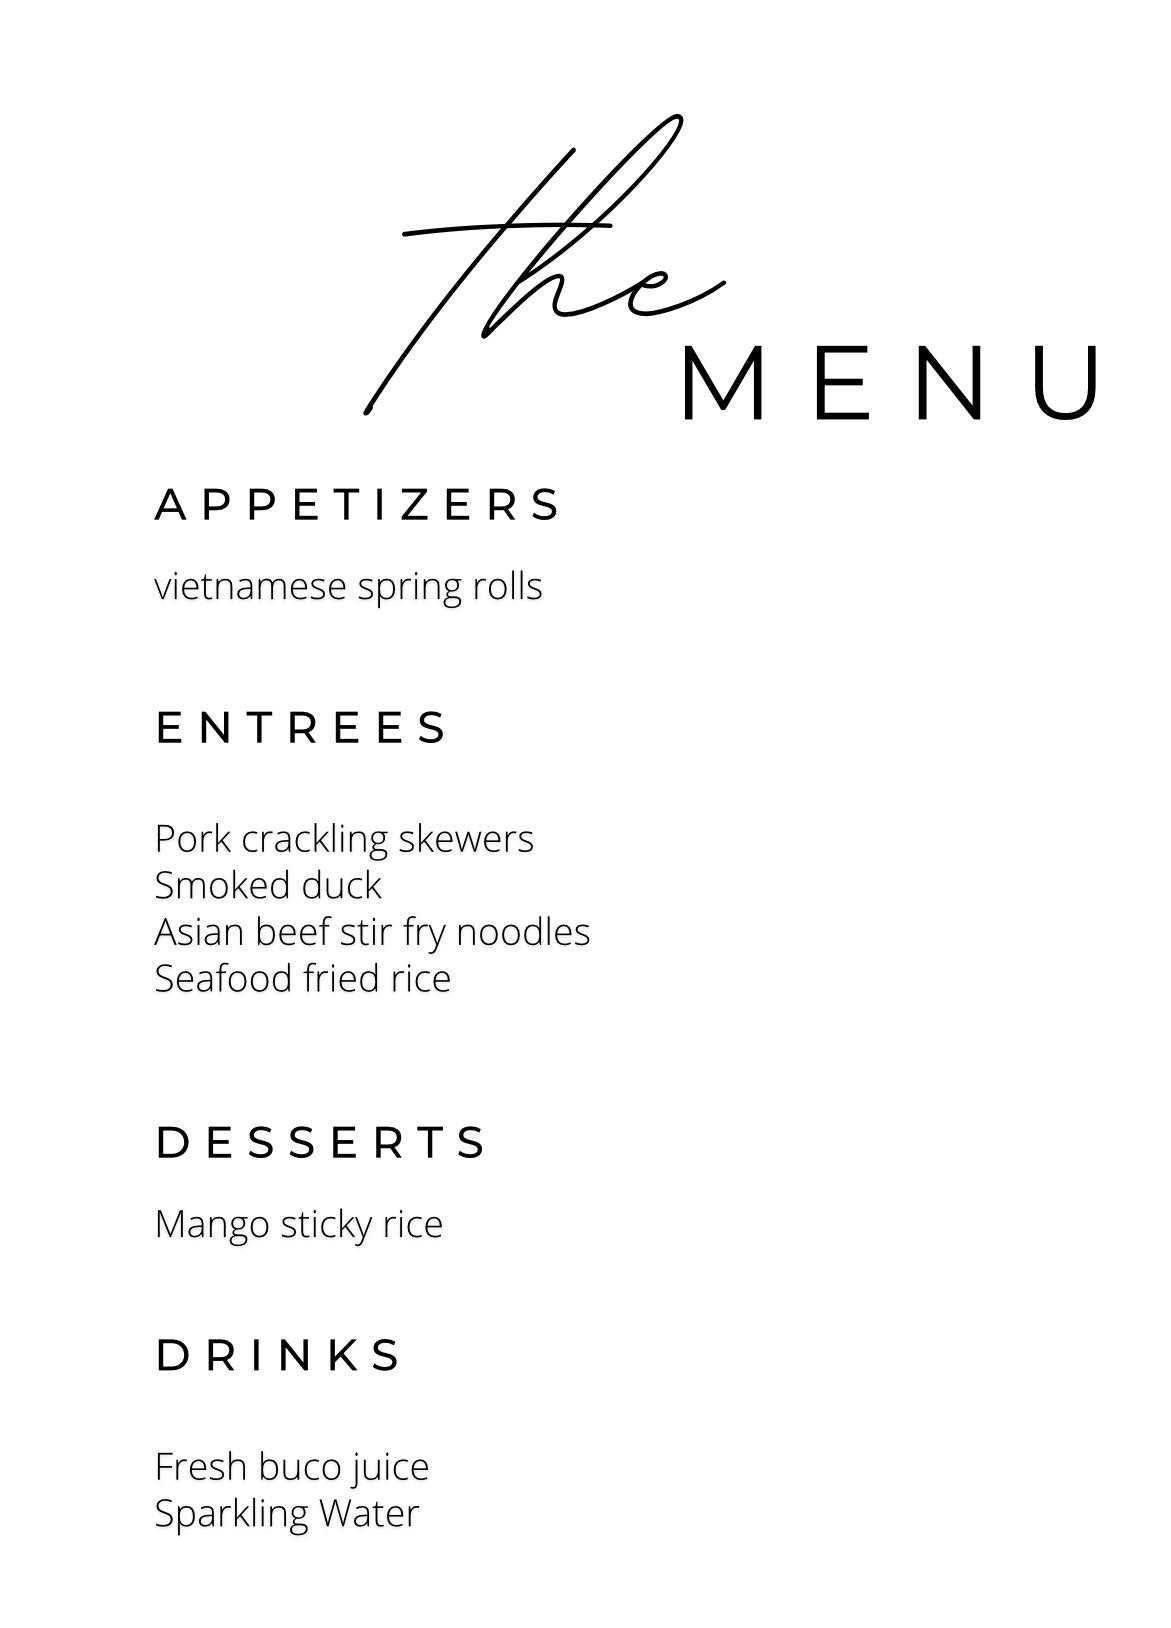 the
MENU
APPETIZERS
vietnamese spring rolls
ENTREES
Pork crackling skewers
Smoked duck
Asian beef stir fry noodles
Seafood fried rice
DESSERTS
Mango sticky rice
DRINKS
Fresh buco juice
Sparkling Water